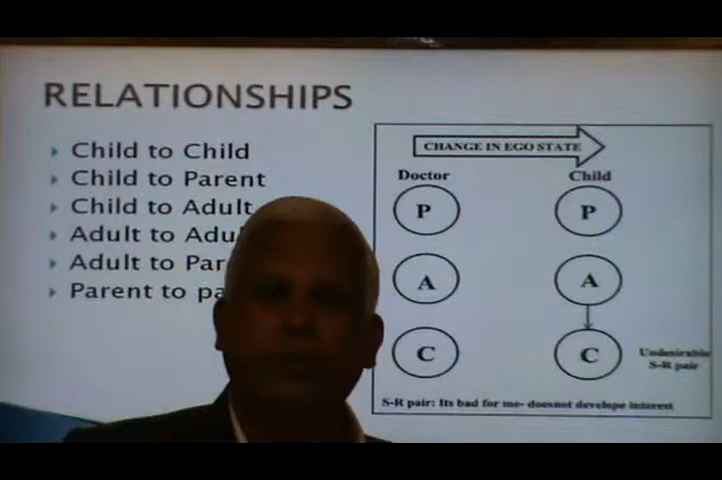 RELATIONSHIPS
Child to Child
Child to Parent
Child to Adult
Adult to
Adult to
Parent to
CHANGE IN EGO STATE
Doctor Child
P P
A A
C C
Undesirable
S-R pair
S-R pair: Its bad for me- doesnot develope interest